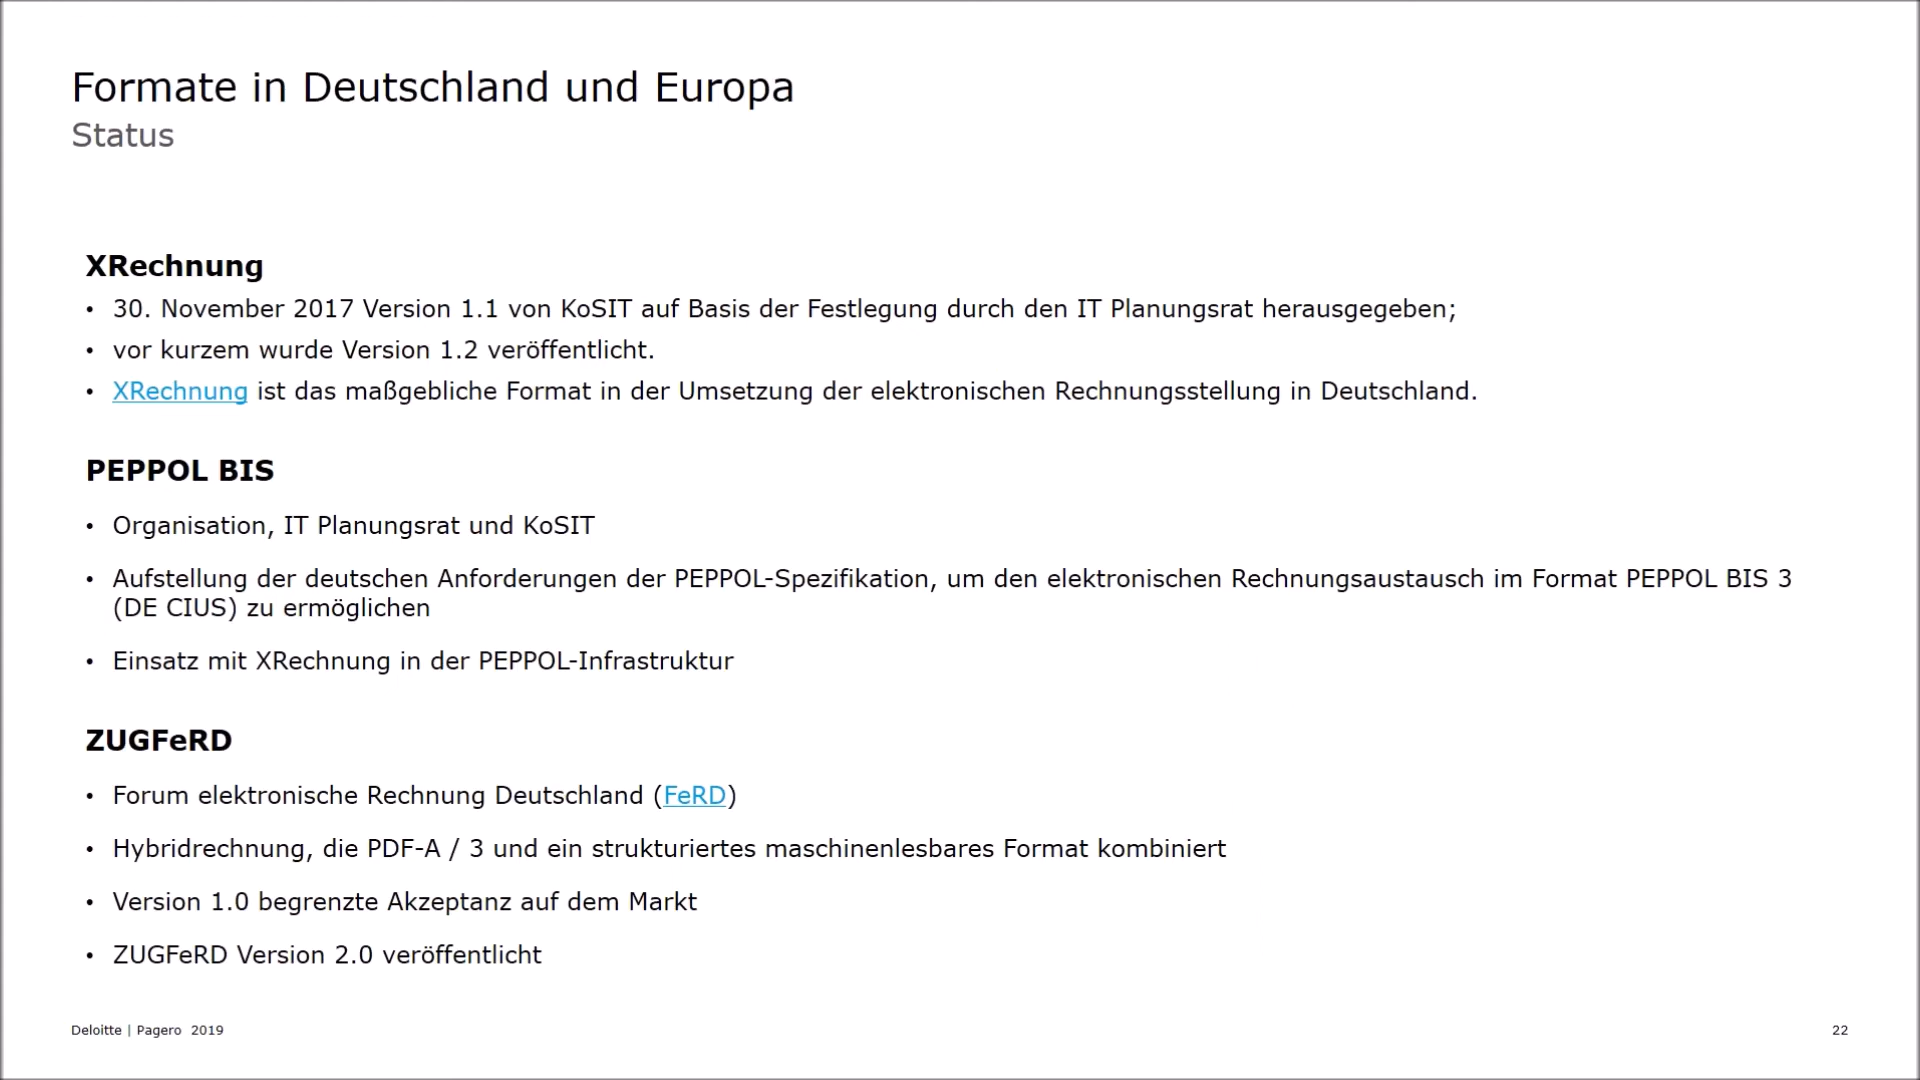 Formate in Deutschland und Europa
Status
XRechnung
• 30. November 2017 Version 1.1 von KoSIT auf Basis der Festlegung durch den IT Planungsrat herausgegeben;
• vor kurzem wurde Version 1.2 veröffentlicht.
• XRechnung ist das maßgebliche Format in der Umsetzung der elektronischen Rechnungsstellung in Deutschland.
PEPPOL BIS
• Organisation, IT Planungsrat und KoSIT
• Aufstellung der deutschen Anforderungen der PEPPOL-Spezifikation, um den elektronischen Rechnungsaustausch im Format PEPPOL BIS 3
(DE CIUS) zu ermöglichen
• Einsatz mit XRechnung in der PEPPOL-Infrastruktur
ZUGFeRD
• Forum elektronische Rechnung Deutschland (FeRD)
• Hybridrechnung, die PDF-A / 3 und ein strukturiertes maschinenlesbares Format kombiniert
• Version 1.0 begrenzte Akzeptanz auf dem Markt
• ZUGFeRD Version 2.0 veröffentlicht
Deloitte | Pagero 2019
22